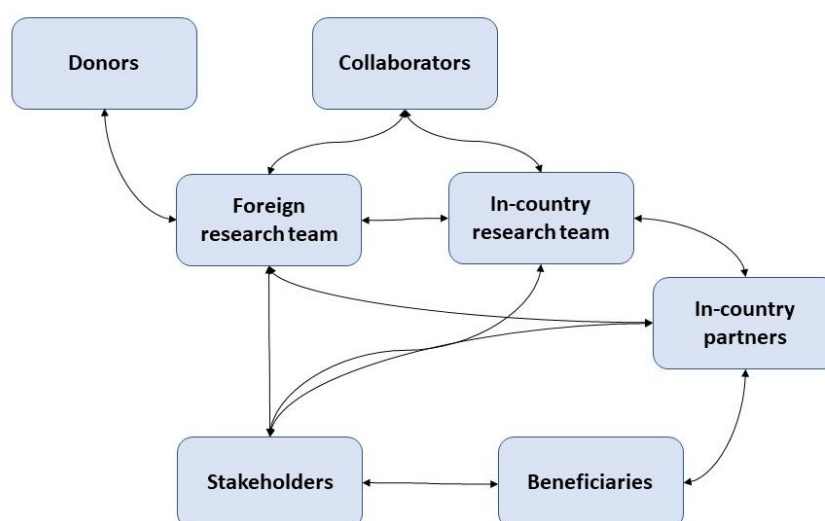 Donors
Collaborators
Foreign
research team
In-country
research team
In-country
partners
Stakeholders
Beneficiaries